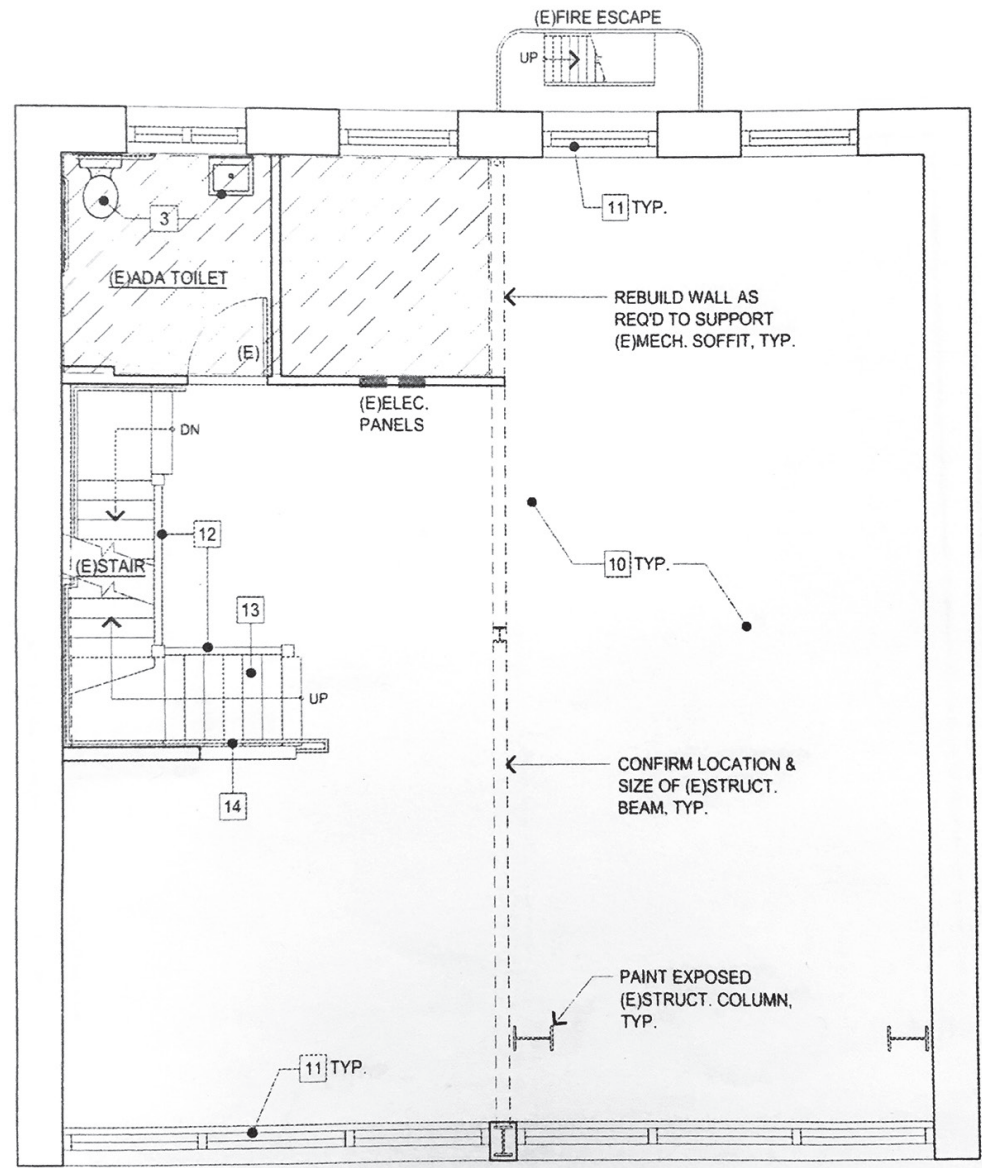 (E)FIRE ESCAPE
UP
11 TYP.
3
(E)ADA TOILET
(E)
REBUILD WALL AS
REQ'D TO SUPPORT
(E)MECH. SOFFIT, TYP.
(E)ELEC.
PANELS
DN
12
(E)STAIR
10 TYP.
13
UP
14
CONFIRM LOCATION &
SIZE OF (E)STRUCT.
BEAM, TYP.
PAINT EXPOSED
(E)STRUCT. COLUMN,
TYP.
11 TYP.